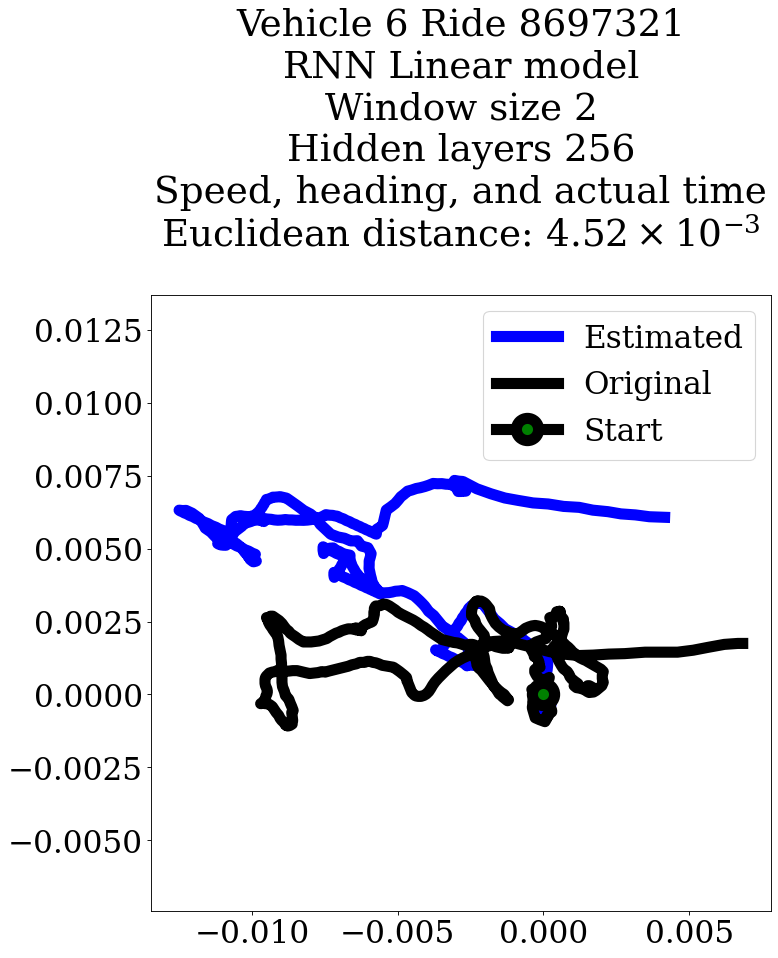 Vehicle 6 Ride 8697321
RNN Linear model
Window size 2
Hidden layers 256
Speed, heading, and actual time
Euclidean distance: 4.52 × 10⁻³
Estimated
Original
Start
0.0125
0.0100
0.0075
0.0050
0.0025
0.0000
−0.0025
−0.0050
−0.010
−0.005
0.000
0.005